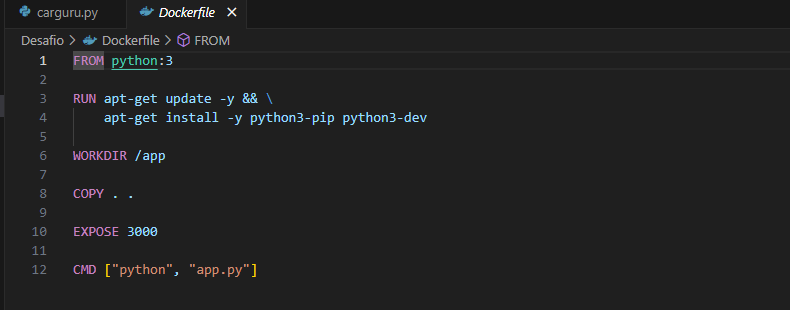 carguru.py Dockerfile
Desafio > Dockerfile > FROM
1 FROM python:3
2
3 RUN apt-get update -y && \
4 apt-get install -y python3-pip python3-dev
5
6 WORKDIR /app
7
8 COPY . .
9
10 EXPOSE 3000
11
12 CMD ["python", "app.py"]